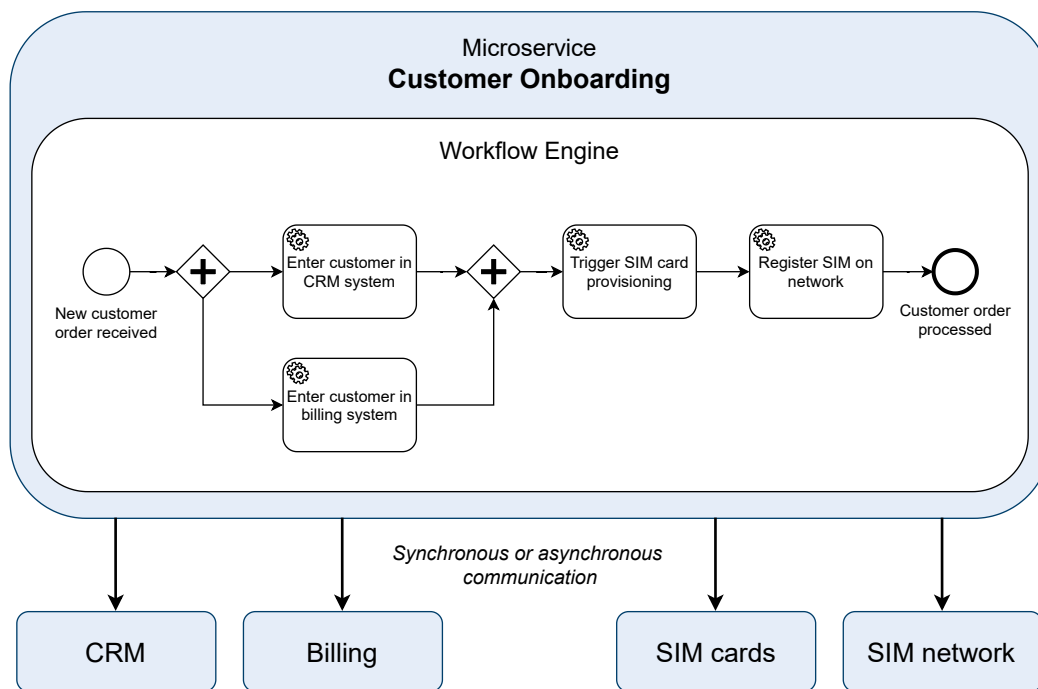 Microservice
Customer Onboarding
Workflow Engine
New customer
order received
Enter customer in
CRM system
Enter customer in
billing system
Trigger SIM card
provisioning
Register SIM on
network
Customer order
processed
Synchronous or asynchronous
communication
CRM
Billing
SIM cards
SIM network